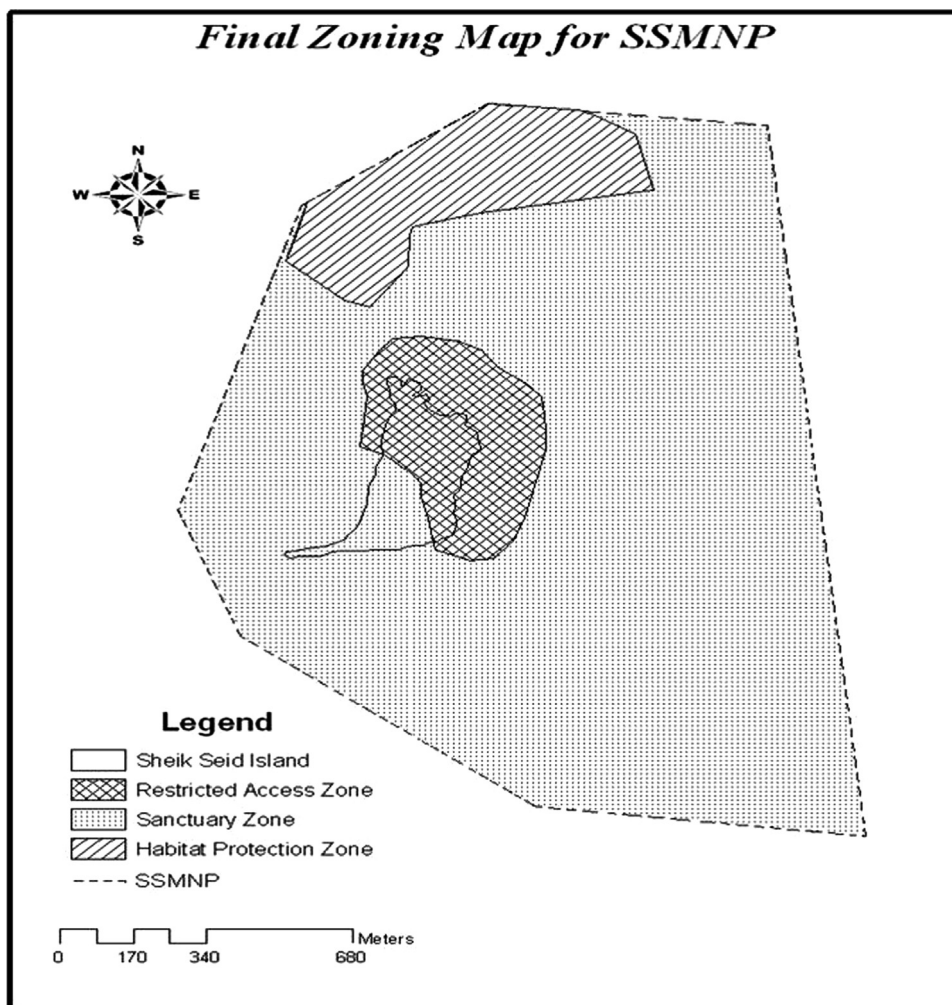 Final Zoning Map for SSMNP
N
W E
S
Legend
Sheik Seid Island
Restricted Access Zone
Sanctuary Zone
Habitat Protection Zone
SSMNP
Meters
0 170 340 680